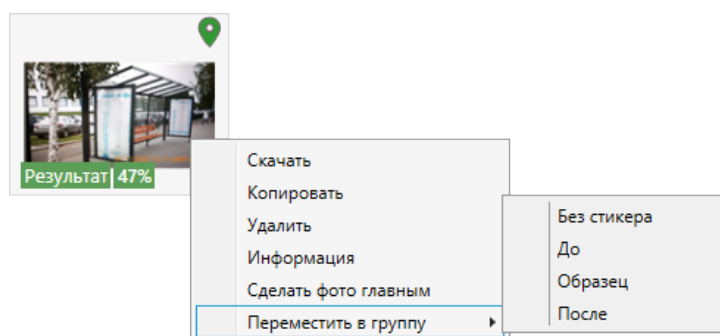 Результат 47%
Скачать
Копировать
Удалить
Информация
Сделать фото главным
Переместить в группу
Без стикера
До
Образец
После